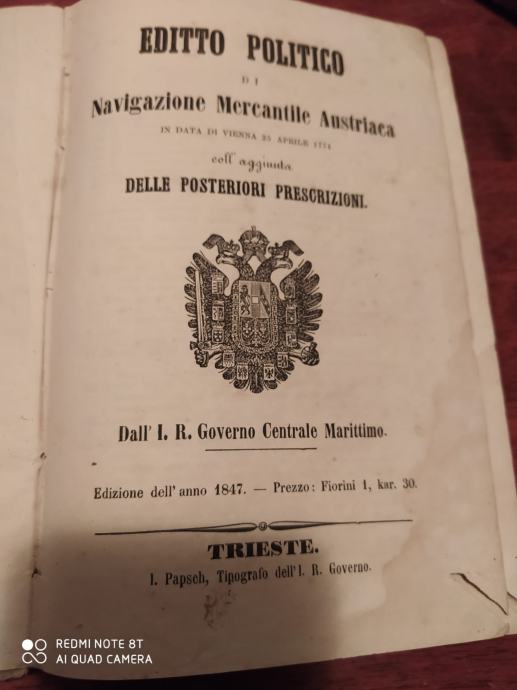 EDITTO POLITICO
DI
Navigazione Mercantile Austriaca
IN DATA DI VIENNA 25 APRILE 1774
coll' aggiunta
DELLE POSTERIORI PRESCRIZIONI.
Dall' I. R. Governo Centrale Marittimo.
Edizione dell' anno 1847. — Prezzo: Fiorini 1, kar. 30.
TRIESTE.
I. Papsch, Tipografo dell' I. R. Governo.
REDMI NOTE 8T
AI QUAD CAMERA